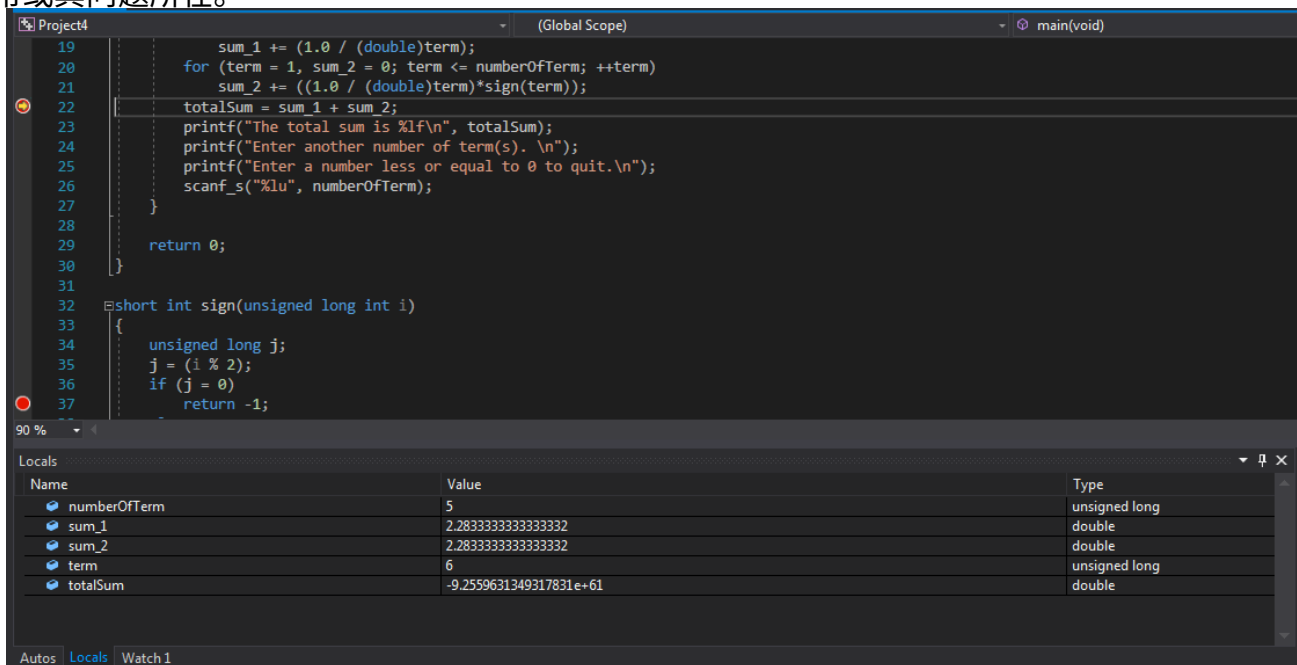 或其问题所在。
Project4 (Global Scope) main(void)
19 sum_1 += (1.0 / (double)term);
20 for (term = 1, sum_2 = 0; term <= numberOfTerm; ++term)
21 sum_2 += ((1.0 / (double)term)*sign(term));
22 totalSum = sum_1 + sum_2;
23 printf("The total sum is %lf\n", totalSum);
24 printf("Enter another number of term(s). \n");
25 printf("Enter a number less or equal to 0 to quit.\n");
26 scanf_s("%lu", numberOfTerm);
27 }
28
29 return 0;
30 }
31
32 short int sign(unsigned long int i)
33 {
34 unsigned long j;
35 j = (i % 2);
36 if (j = 0)
37 return -1;
90 %
Locals
Name Value Type
numberOfTerm 5 unsigned long
sum_1 2.2833333333333332 double
sum_2 2.2833333333333332 double
term 6 unsigned long
totalSum -9.2559631349317831e+61 double
Autos Locals Watch 1